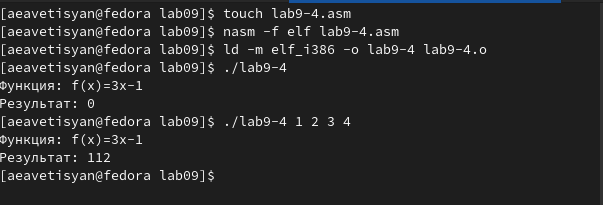 [aeavetisyan@fedora lab09]$ touch lab9-4.asm
[aeavetisyan@fedora lab09]$ nasm -f elf lab9-4.asm
[aeavetisyan@fedora lab09]$ ld -m elf_i386 -o lab9-4 lab9-4.o
[aeavetisyan@fedora lab09]$ ./lab9-4
Функция: f(x)=3x-1
Результат: 0
[aeavetisyan@fedora lab09]$ ./lab9-4 1 2 3 4
Функция: f(x)=3x-1
Результат: 112
[aeavetisyan@fedora lab09]$